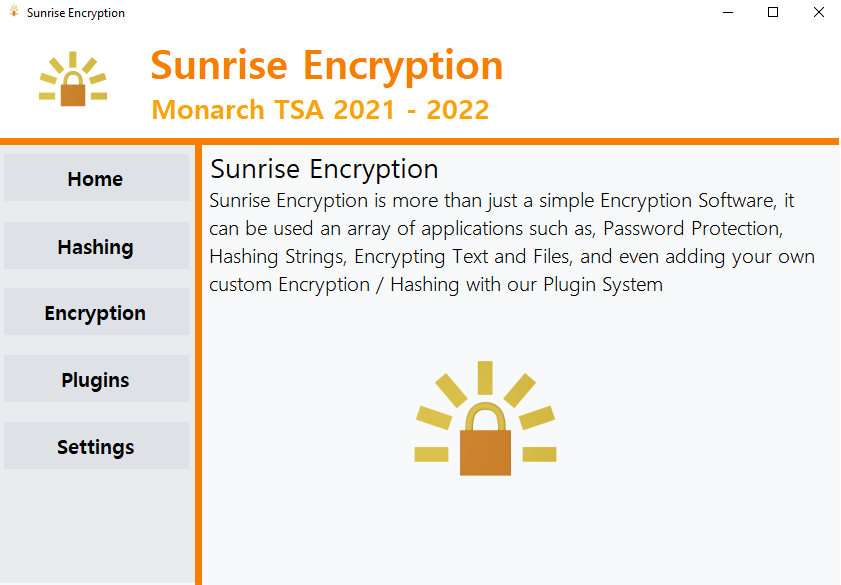 Sunrise Encryption
Sunrise Encryption
Monarch TSA 2021 - 2022
Home
Hashing
Encryption
Plugins
Settings
Sunrise Encryption
Sunrise Encryption is more than just a simple Encryption Software, it
can be used an array of applications such as, Password Protection,
Hashing Strings, Encrypting Text and Files, and even adding your own
custom Encryption / Hashing with our Plugin System